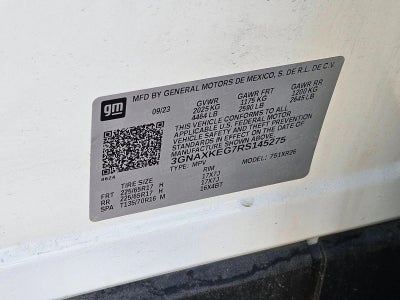 gm
MFD BY GENERAL MOTORS DE MEXICO, S. DE R.L. DE C.V.
09/23 GVWR GAWR FRT GAWR RR
2025 KG 1175 KG 1200 KG
4464 LB 2590 LB 2645 LB
THIS VEHICLE CONFORMS TO ALL
APPLICABLE U.S. FEDERAL MOTOR
VEHICLE SAFETY AND THEFT PREVENTION
STANDARDS IN EFFECT ON THE DATE OF
MANUFACTURE SHOWN ABOVE.
3GNAXKEG7RS145275
TYPE: MPV MODEL: 751XR26
TIRE SIZE RIM
FRT 225/65R17 H 17X7J
RR 225/65R17 H 17X7J
SPA T135/70R16 M 16X4BT